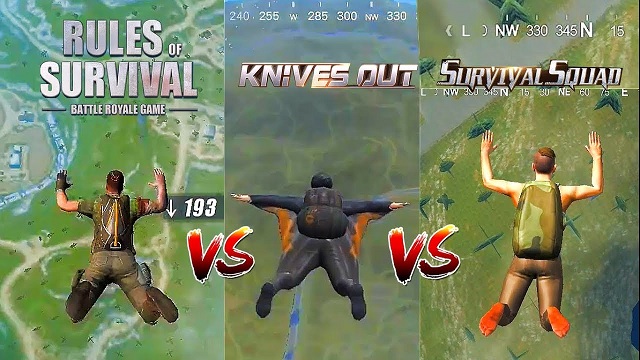 RULES OF
SURVIVAL
BATTLE ROYALE GAME
↓ 193
VS
240 255 W 285 300 NW 330
KNIVES OUT
VS
L O NW 330 345 N 15
SURVIVAL SQUAD
L O NW 330 345 N 15 30 NE 60 75 E